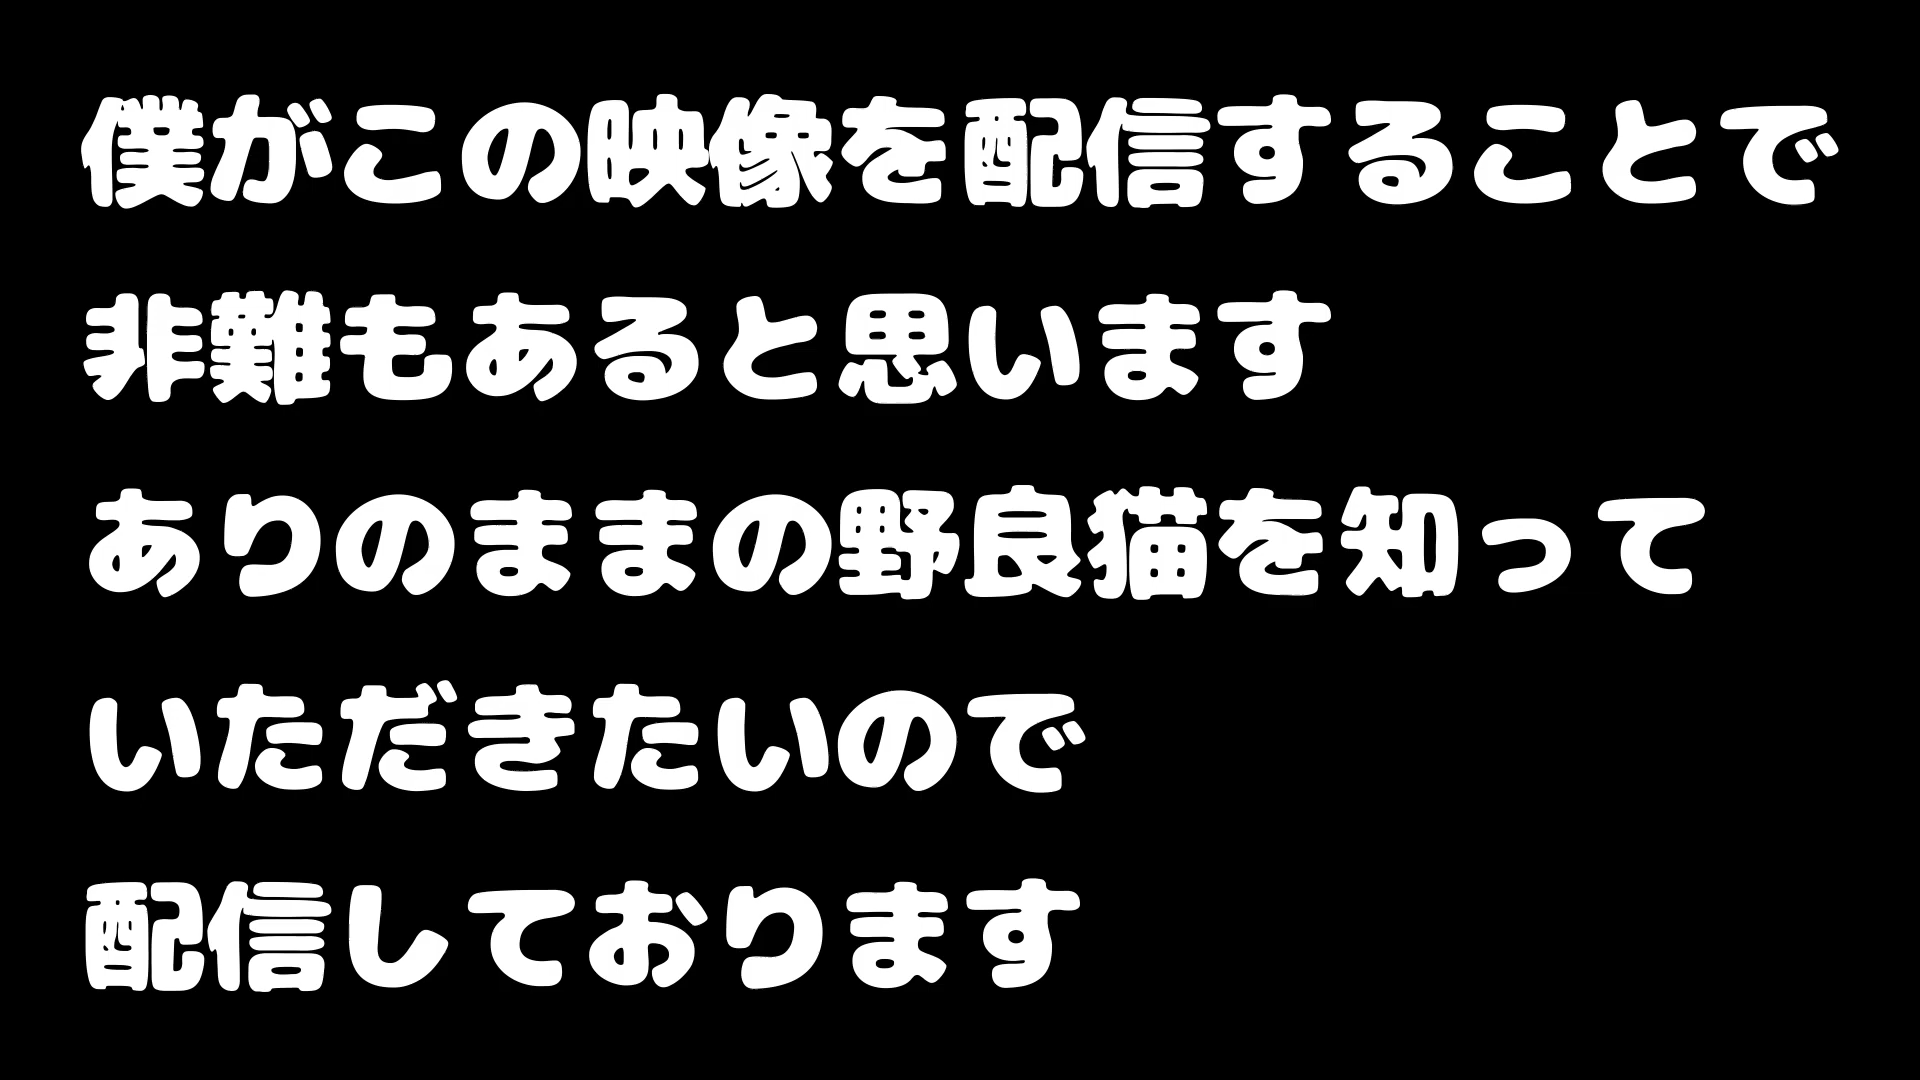 僕がこの映像を配信することで
非難もあると思います
ありのままの野良猫を知って
いただきたいので
配信しております